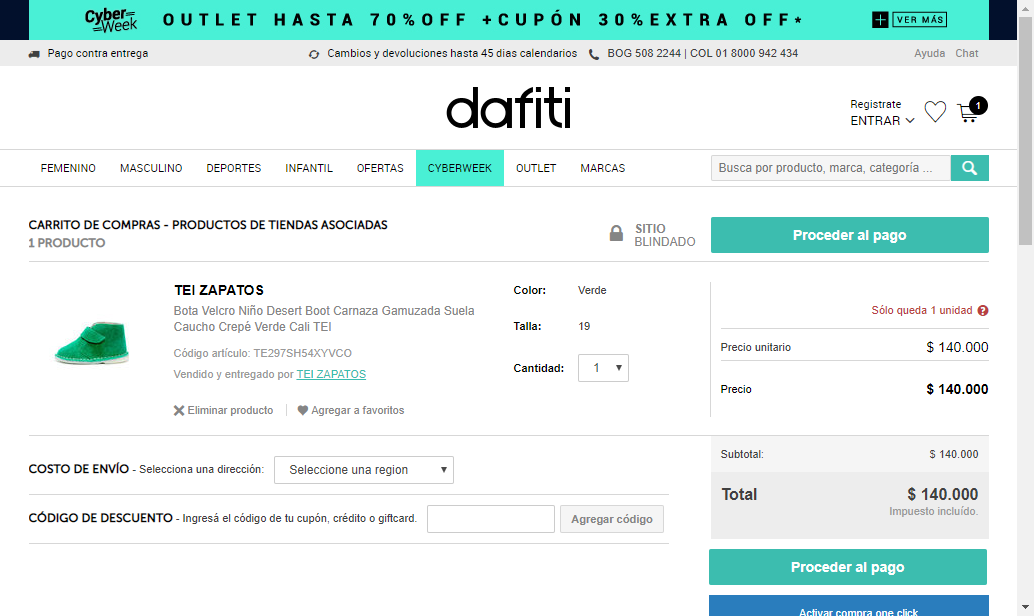 Cyber Week OUTLET HASTA 70%OFF +CUPÓN 30%EXTRA OFF* + VER MÁS
Pago contra entrega Cambios y devoluciones hasta 45 dias calendarios BOG 508 2244 | COL 01 8000 942 434 Ayuda Chat
dafiti
Registrate
ENTRAR
1
FEMENINO MASCULINO DEPORTES INFANTIL OFERTAS CYBERWEEK OUTLET MARCAS Busca por producto, marca, categoría ...
CARRITO DE COMPRAS - PRODUCTOS DE TIENDAS ASOCIADAS
1 PRODUCTO
SITIO
BLINDADO
Proceder al pago
TEI ZAPATOS
Bota Velcro Niño Desert Boot Carnaza Gamuzada Suela
Caucho Crepé Verde Cali TEI
Código artículo: TE297SH54XYVCO
Vendido y entregado por TEI ZAPATOS
Eliminar producto Agregar a favoritos
Color: Verde
Talla: 19
Cantidad: 1
Sólo queda 1 unidad ?
Precio unitario $ 140.000
Precio $ 140.000
COSTO DE ENVÍO - Selecciona una dirección: Seleccione una region
CÓDIGO DE DESCUENTO - Ingresá el código de tu cupón, crédito o giftcard. Agregar código
Subtotal: $ 140.000
Total $ 140.000
Impuesto incluído.
Proceder al pago
Activar compra one click